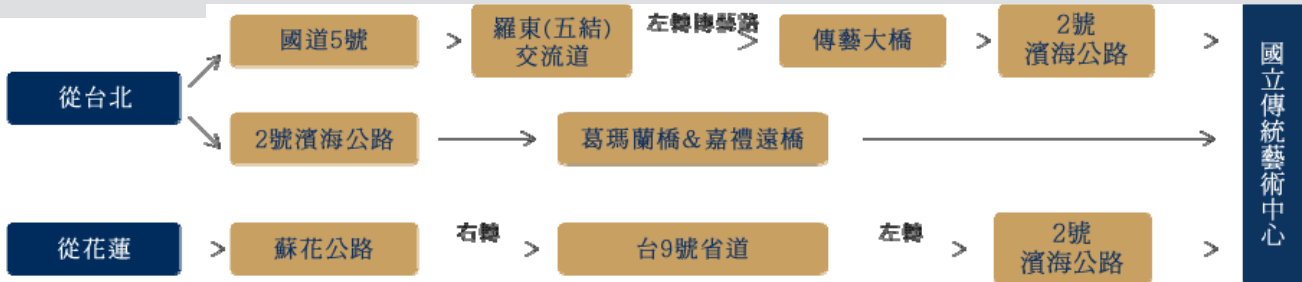 從台北
國道5號
>
羅東(五結)
交流道
左轉傳藝路
>
傳藝大橋
>
2號
濱海公路
>
2號濱海公路
葛瑪蘭橋&嘉禮遠橋
從花蓮
>
蘇花公路
右轉
>
台9號省道
左轉
>
2號
濱海公路
>
國立傳統藝術中心